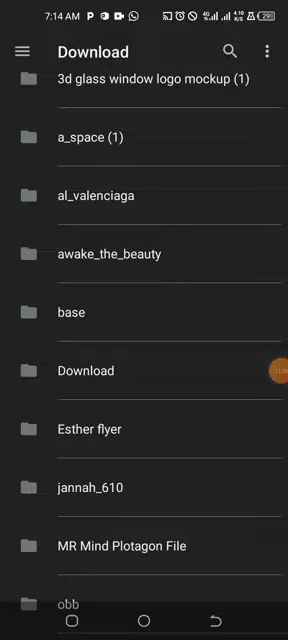 7:14 AM
Download
3d glass window logo mockup (1)
a_space (1)
al_valenciaga
awake_the_beauty
base
Download
Esther flyer
jannah_610
MR Mind Plotagon File
obb